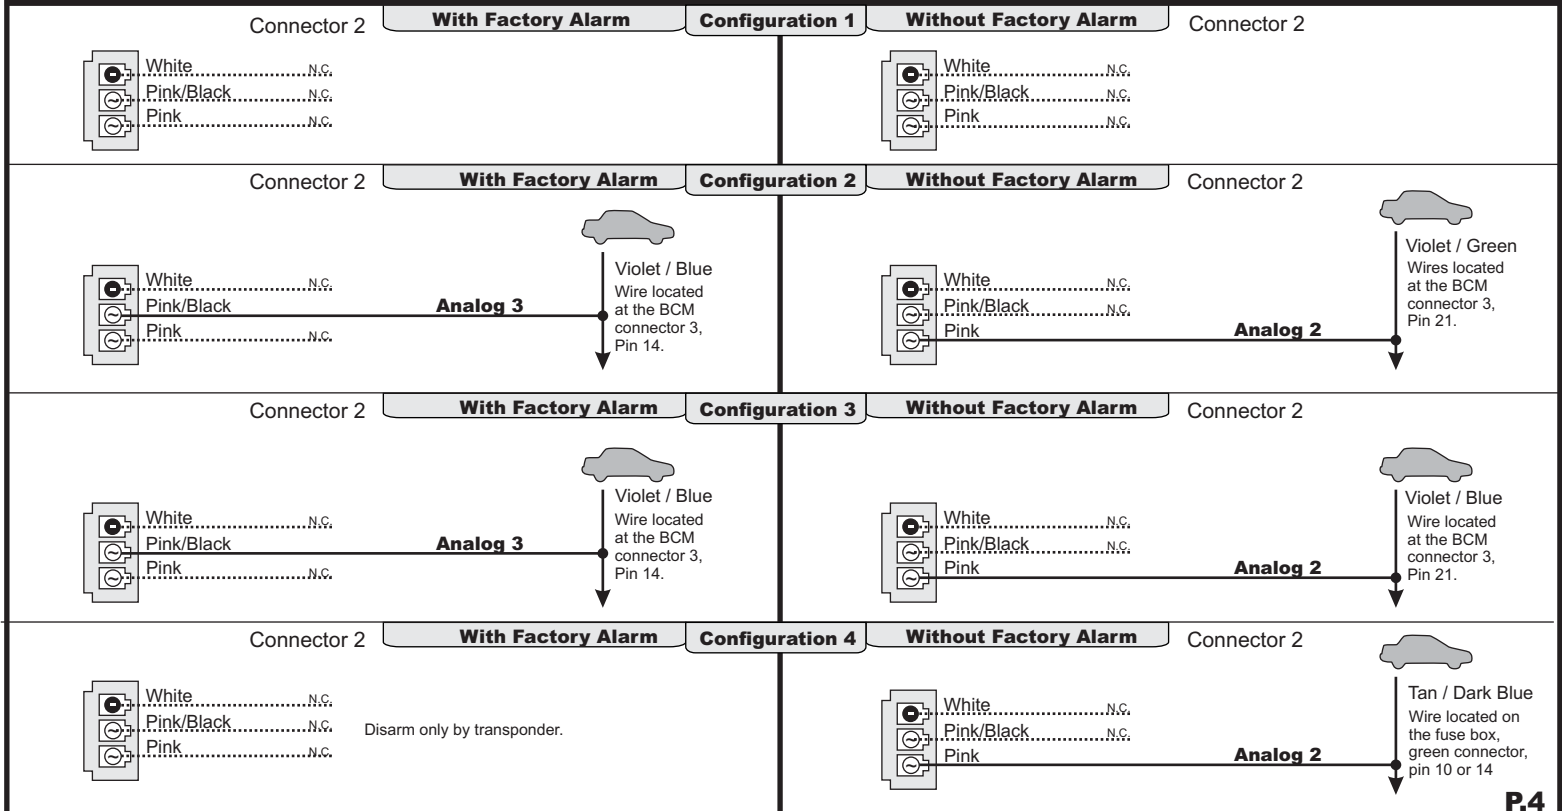 Connector 2 With Factory Alarm Configuration 1 Without Factory Alarm Connector 2
White N.C.
Pink/Black N.C.
Pink N.C.
White N.C.
Pink/Black N.C.
Pink N.C.
Connector 2 With Factory Alarm Configuration 2 Without Factory Alarm Connector 2
White N.C.
Pink/Black Analog 3
Pink N.C.
Violet / Blue
Wire located
at the BCM
connector 3,
Pin 14.
White N.C.
Pink/Black N.C.
Pink Analog 2
Violet / Green
Wires located
at the BCM
connector 3,
Pin 21.
Connector 2 With Factory Alarm Configuration 3 Without Factory Alarm Connector 2
White N.C.
Pink/Black Analog 3
Pink N.C.
Violet / Blue
Wire located
at the BCM
connector 3,
Pin 14.
White N.C.
Pink/Black N.C.
Pink Analog 2
Violet / Blue
Wire located
at the BCM
connector 3,
Pin 21.
Connector 2 With Factory Alarm Configuration 4 Without Factory Alarm Connector 2
White N.C.
Pink/Black N.C.
Pink N.C.
Disarm only by transponder.
White N.C.
Pink/Black N.C.
Pink Analog 2
Tan / Dark Blue
Wire located on
the fuse box,
green connector,
pin 10 or 14
P.4